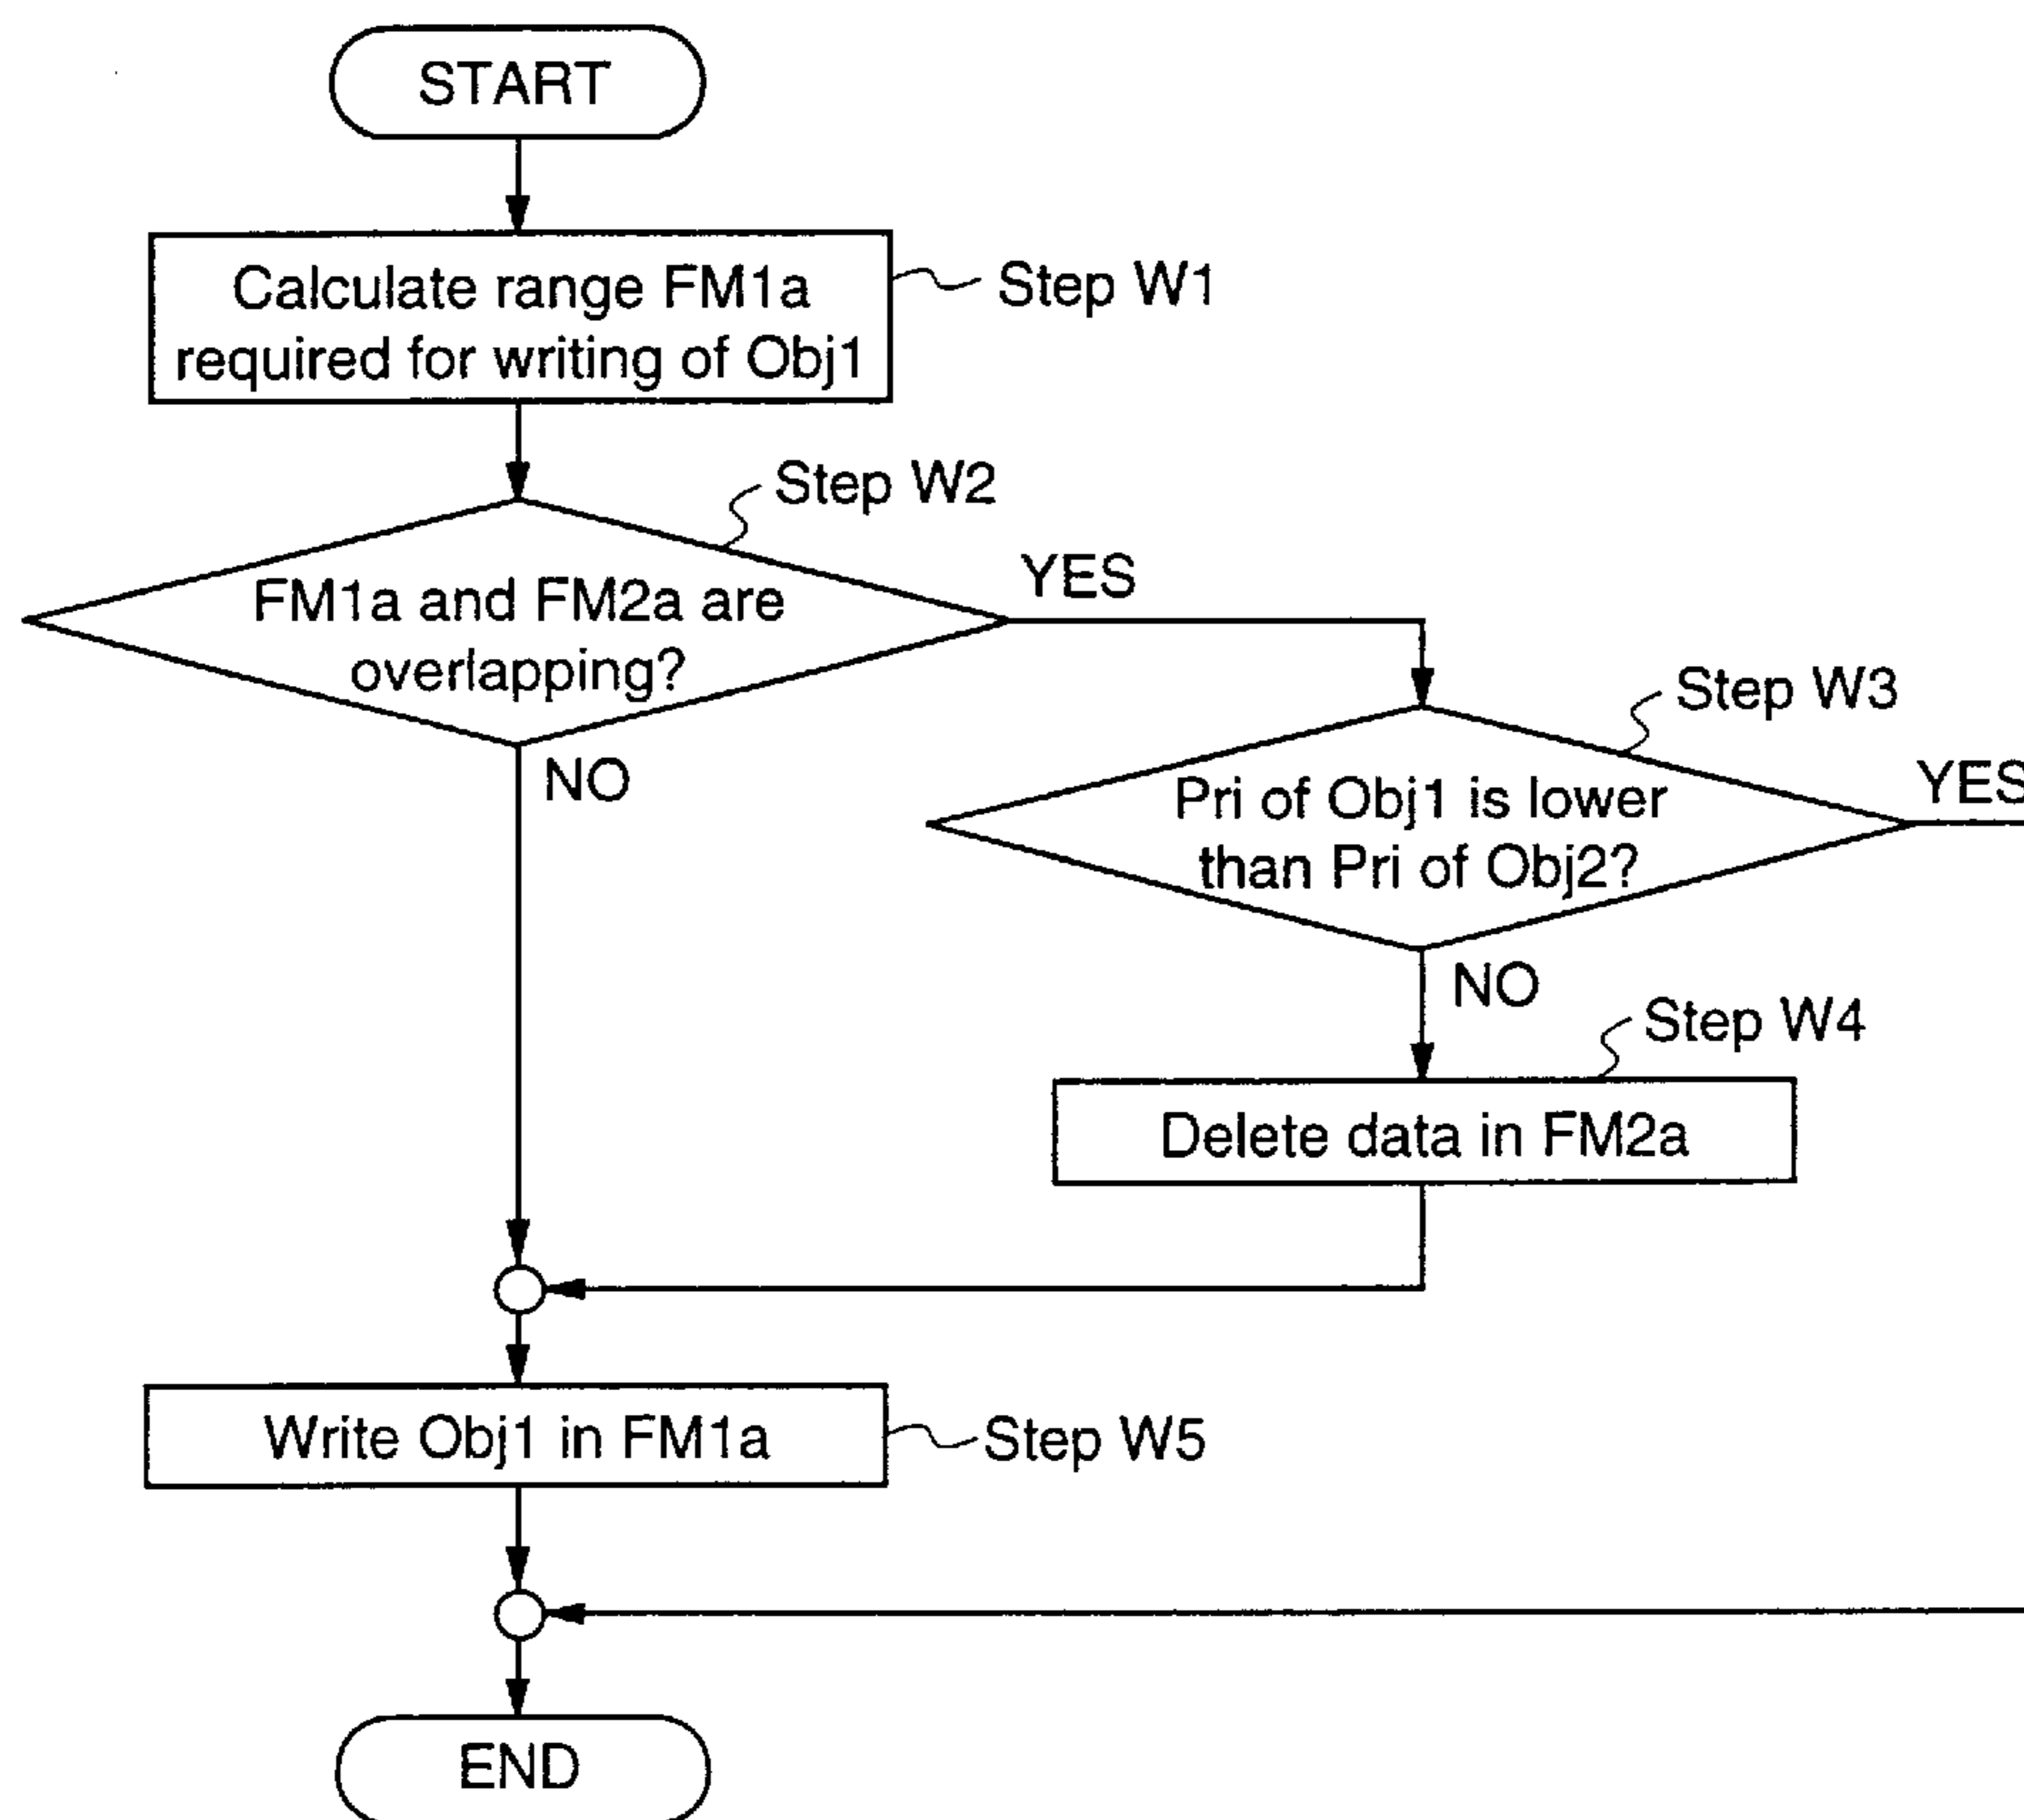 START
Calculate range FM1a
required for writing of Obj1
Step W1
Step W2
FM1a and FM2a are
overlapping?
YES
NO
Step W3
Pri of Obj1 is lower
than Pri of Obj2?
YES
NO
Step W4
Delete data in FM2a
Write Obj1 in FM1a
Step W5
END